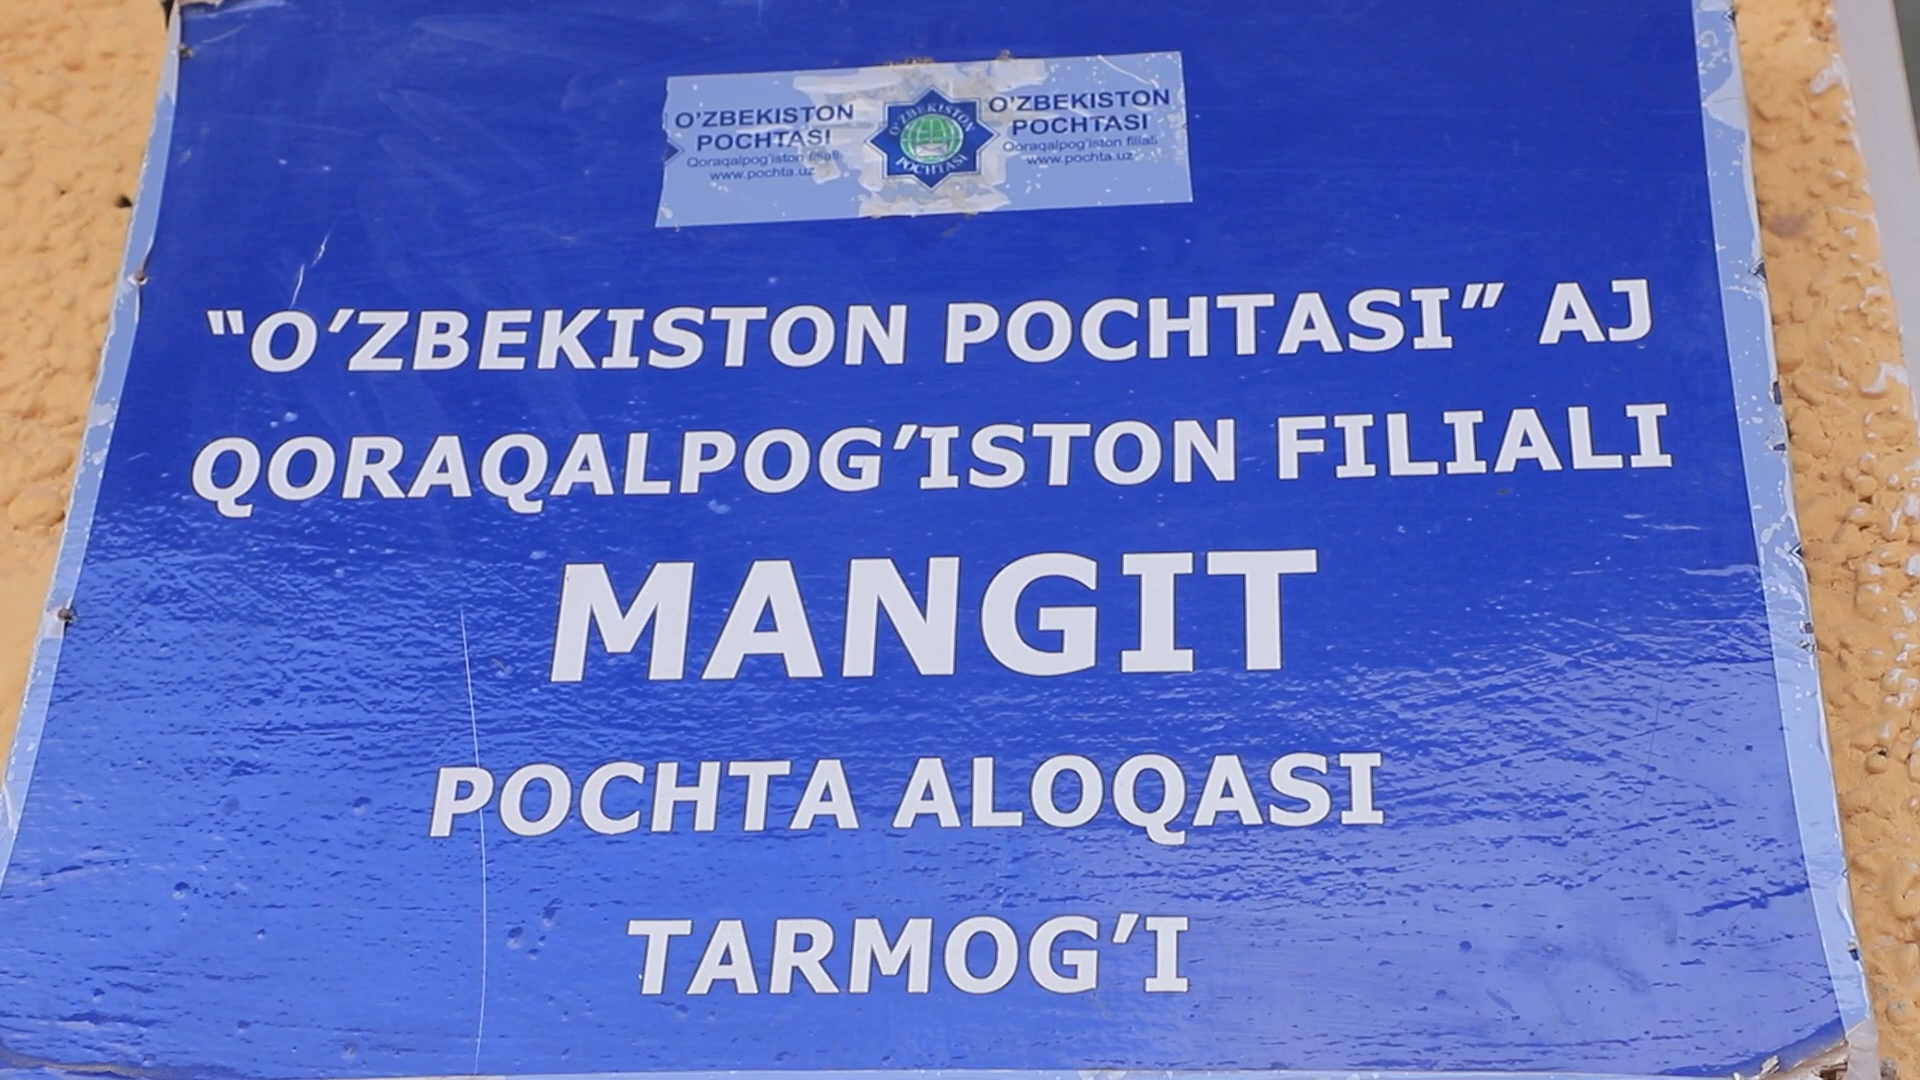 O'ZBEKISTON
POCHTASI
Qoraqalpog'iston filiali
www.pochta.uz
O'ZBEKISTON
POCHTASI
O'ZBEKISTON
POCHTASI
Qoraqalpog'iston filiali
www.pochta.uz
“O’ZBEKISTON POCHTASI” AJ
QORAQALPOG’ISTON FILIALI
MANGIT
POCHTA ALOQASI
TARMOG’I